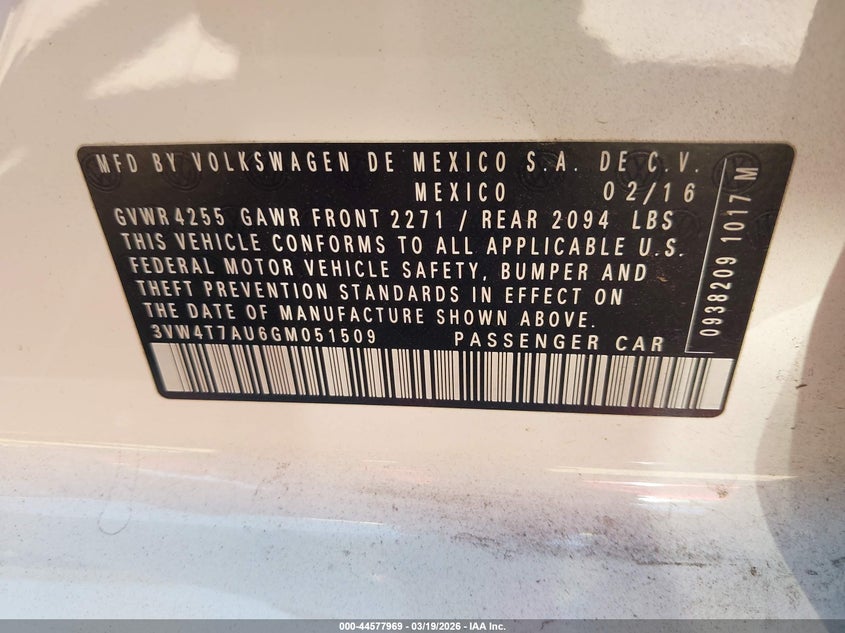 MFD BY VOLKSWAGEN DE MEXICO S.A. DE C.V.
MEXICO 02/16
GVWR 4255 GAWR FRONT 2271 / REAR 2094 LBS
THIS VEHICLE CONFORMS TO ALL APPLICABLE U.S.
FEDERAL MOTOR VEHICLE SAFETY, BUMPER AND
THEFT PREVENTION STANDARDS IN EFFECT ON
THE DATE OF MANUFACTURE SHOWN ABOVE.
3VW4T7AU6GM051509 PASSENGER CAR
0938209 1017 M
000-44577969 - 03/19/2026 - IAA Inc.